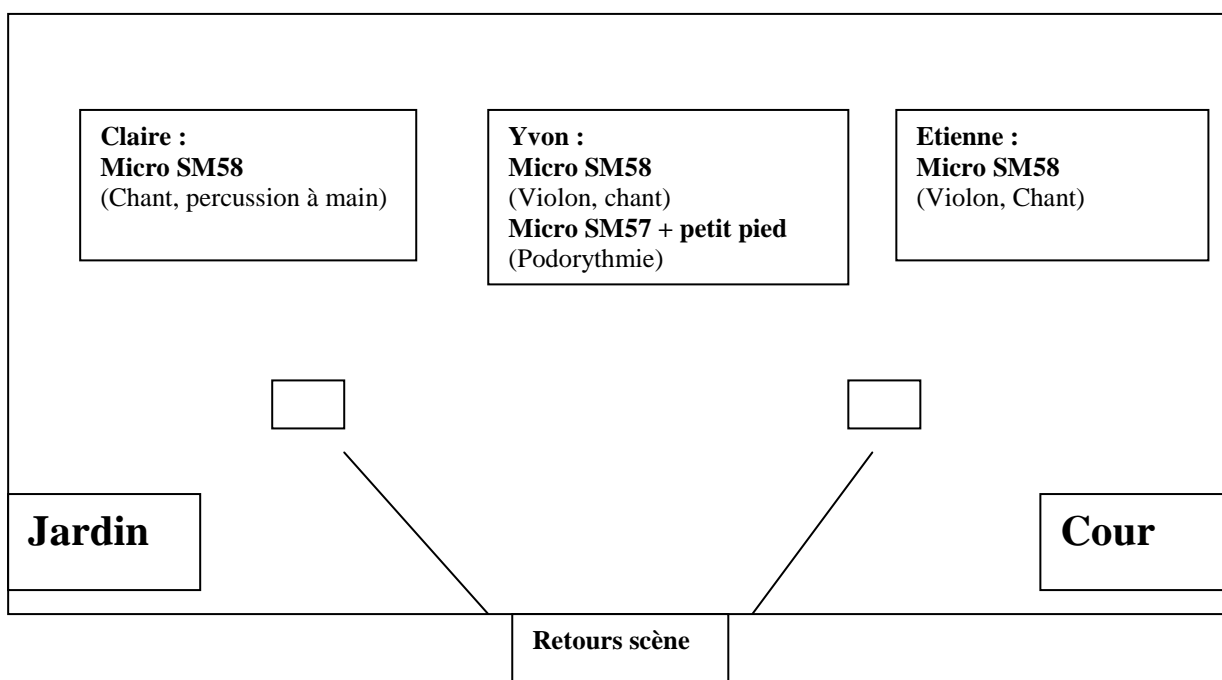 Claire :
Micro SM58
(Chant, percussion à main)
Yvon :
Micro SM58
(Violon, chant)
Micro SM57 + petit pied
(Podorythmie)
Etienne :
Micro SM58
(Violon, Chant)
Jardin
Cour
Retours scène